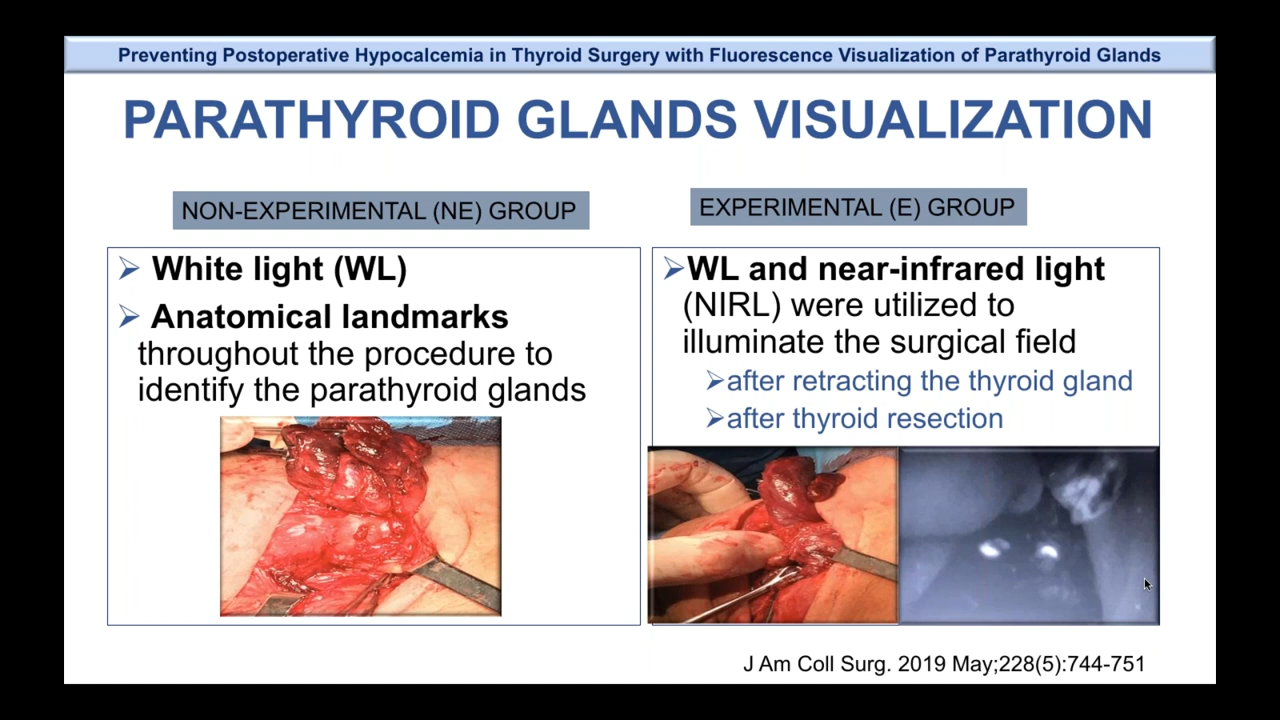 Preventing Postoperative Hypocalcemia in Thyroid Surgery with Fluorescence Visualization of Parathyroid Glands
PARATHYROID GLANDS VISUALIZATION
NON-EXPERIMENTAL (NE) GROUP
White light (WL)
Anatomical landmarks
throughout the procedure to
identify the parathyroid glands
EXPERIMENTAL (E) GROUP
WL and near-infrared light
(NIRL) were utilized to
illuminate the surgical field
after retracting the thyroid gland
after thyroid resection
J Am Coll Surg. 2019 May;228(5):744-751